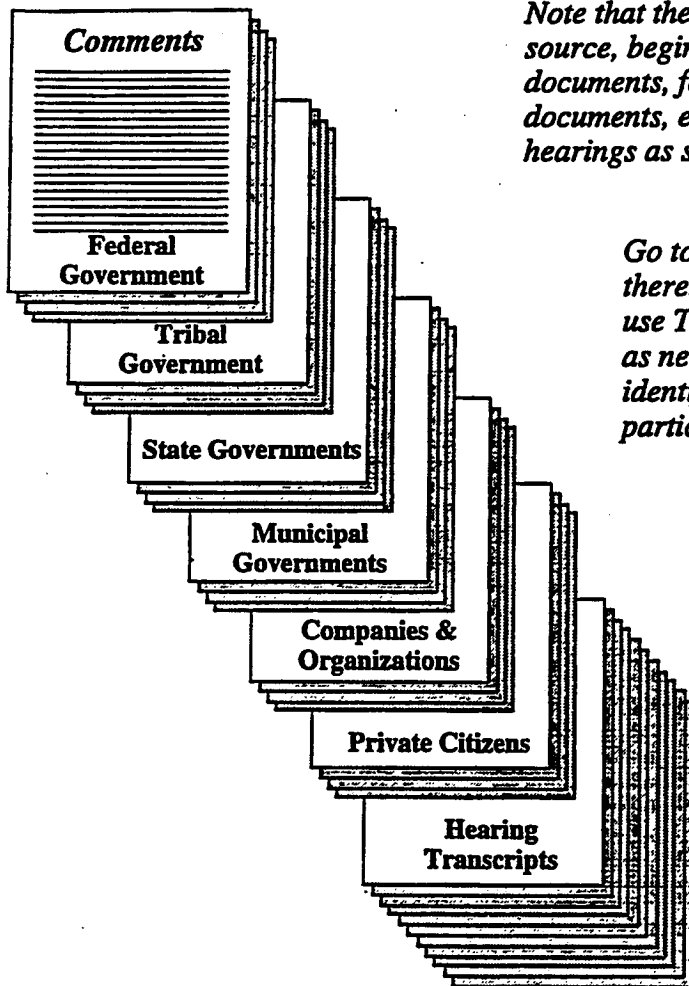 Comments
Federal
Government
Tribal
Government
State Governments
Municipal
Governments
Companies &
Organizations
Private Citizens
Hearing
Transcripts
Note that the
source, begin
documents, f
documents, e
hearings as s
Go to
there
use T
as ne
identi
partic